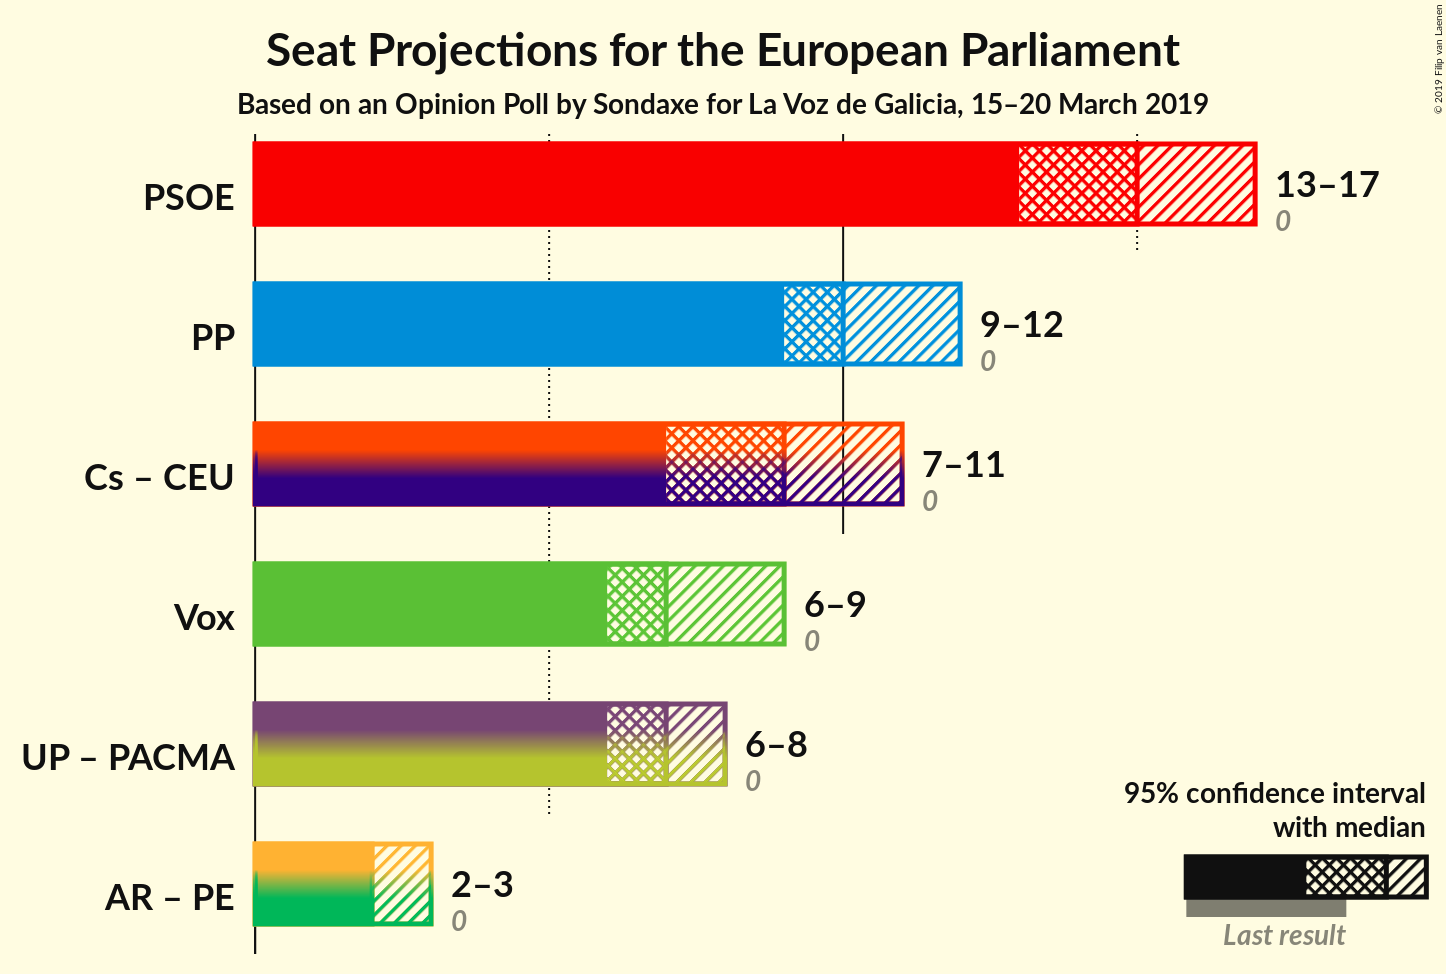 Seat Projections for the European Parliament
Based on an Opinion Poll by Sondaxe for La Voz de Galicia, 15–20 March 2019
© 2019 Filip van Laenen
PSOE
13–17
0
PP
9–12
0
Cs – CEU
7–11
0
Vox
6–9
0
UP – PACMA
6–8
0
AR – PE
2–3
0
95% confidence interval
with median
Last result